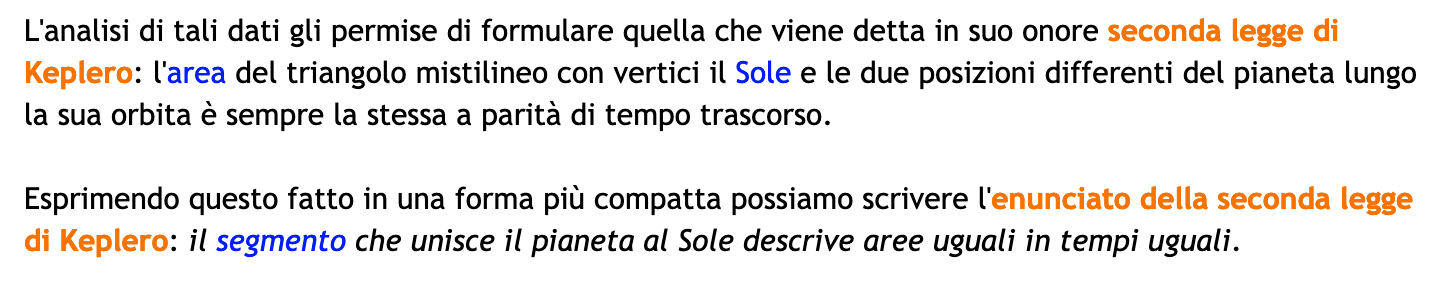 L'analisi di tali dati gli permise di formulare quella che viene detta in suo onore seconda legge di
Keplero: l'area del triangolo mistilineo con vertici il Sole e le due posizioni differenti del pianeta lungo
la sua orbita è sempre la stessa a parità di tempo trascorso.
Esprimendo questo fatto in una forma più compatta possiamo scrivere l'enunciato della seconda legge
di Keplero: il segmento che unisce il pianeta al Sole descrive aree uguali in tempi uguali.